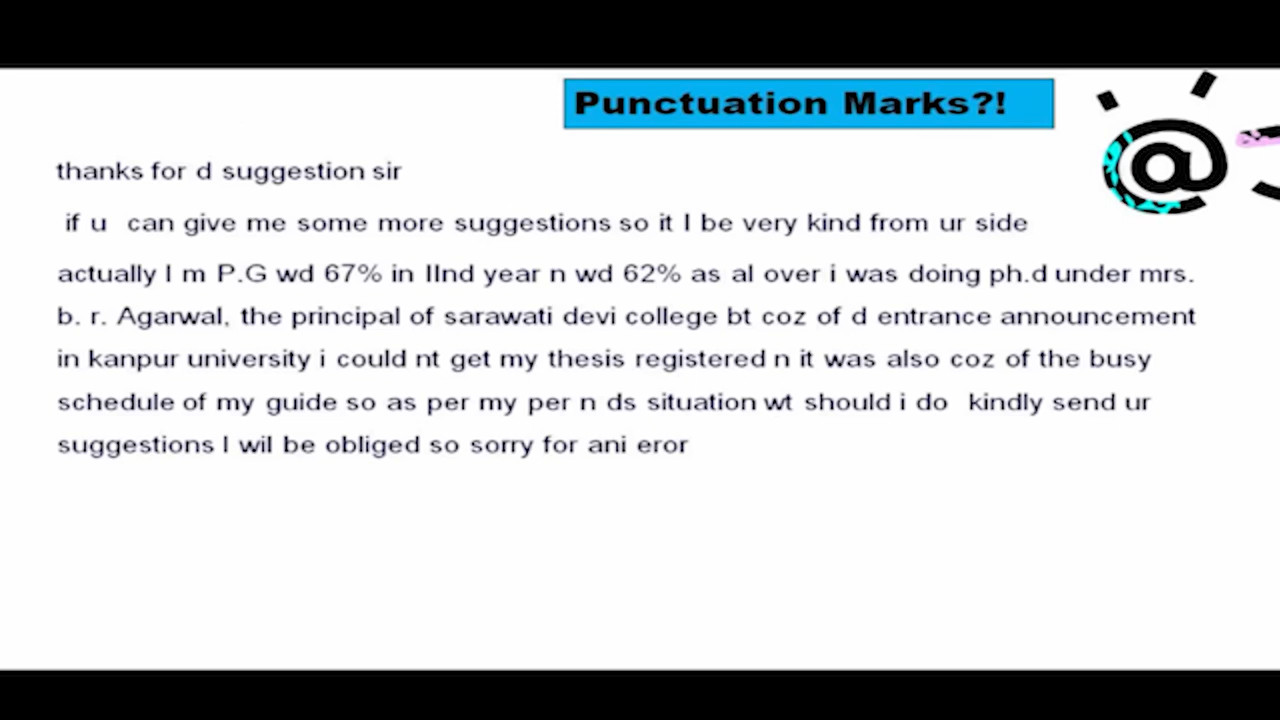 Punctuation Marks?!
@
thanks for d suggestion sir
if u can give me some more suggestions so it I be very kind from ur side
actually I m P.G wd 67% in IInd year n wd 62% as al over i was doing ph.d under mrs.
b. r. Agarwal, the principal of sarawati devi college bt coz of d entrance announcement
in kanpur university i could nt get my thesis registered n it was also coz of the busy
schedule of my guide so as per my per n ds situation wt should i do kindly send ur
suggestions I wil be obliged so sorry for ani eror